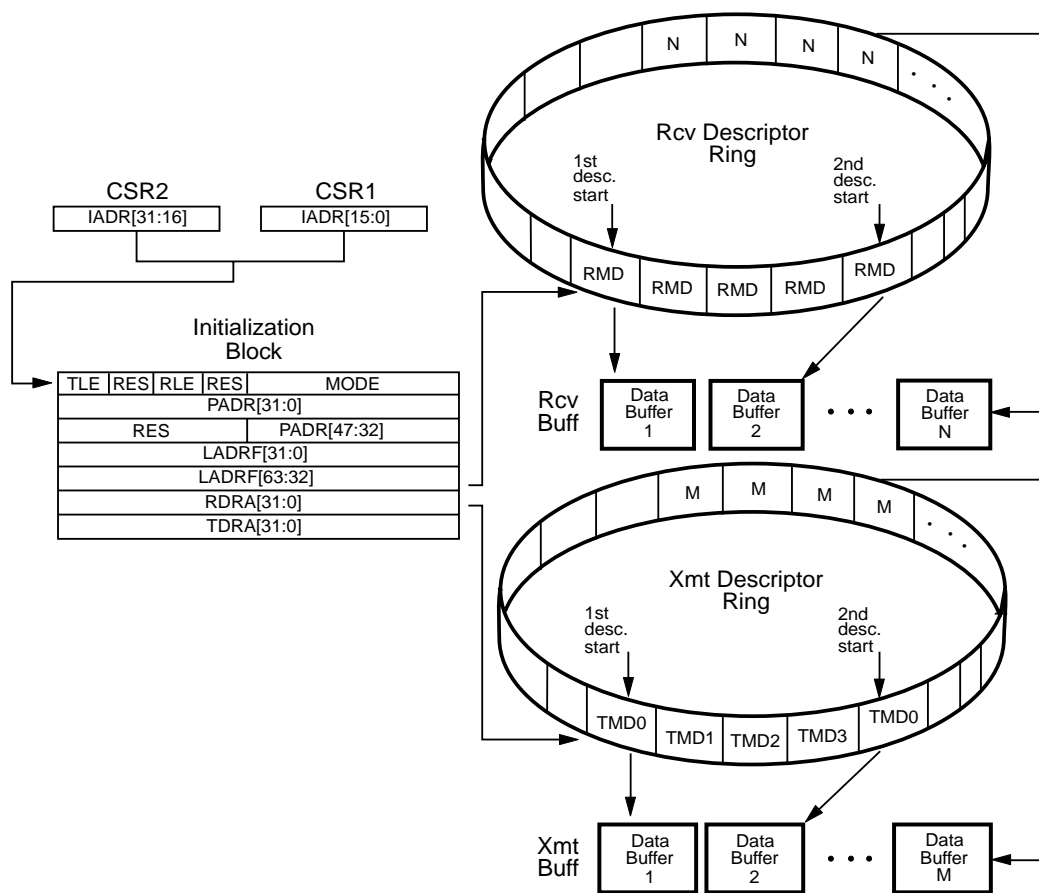 N N N N . . .
Rcv Descriptor
Ring
1st
desc.
start
2nd
desc.
start
RMD RMD RMD RMD RMD
CSR2 CSR1
IADR[31:16] IADR[15:0]
Initialization
Block
TLE RES RLE RES MODE
PADR[31:0]
RES PADR[47:32]
LADRF[31:0]
LADRF[63:32]
RDRA[31:0]
TDRA[31:0]
Rcv
Buff
Data
Buffer
1
Data
Buffer
2
• • •
Data
Buffer
N
M M M M . . .
Xmt Descriptor
Ring
1st
desc.
start
2nd
desc.
start
TMD0 TMD1 TMD2 TMD3 TMD0
Xmt
Buff
Data
Buffer
1
Data
Buffer
2
• • •
Data
Buffer
M